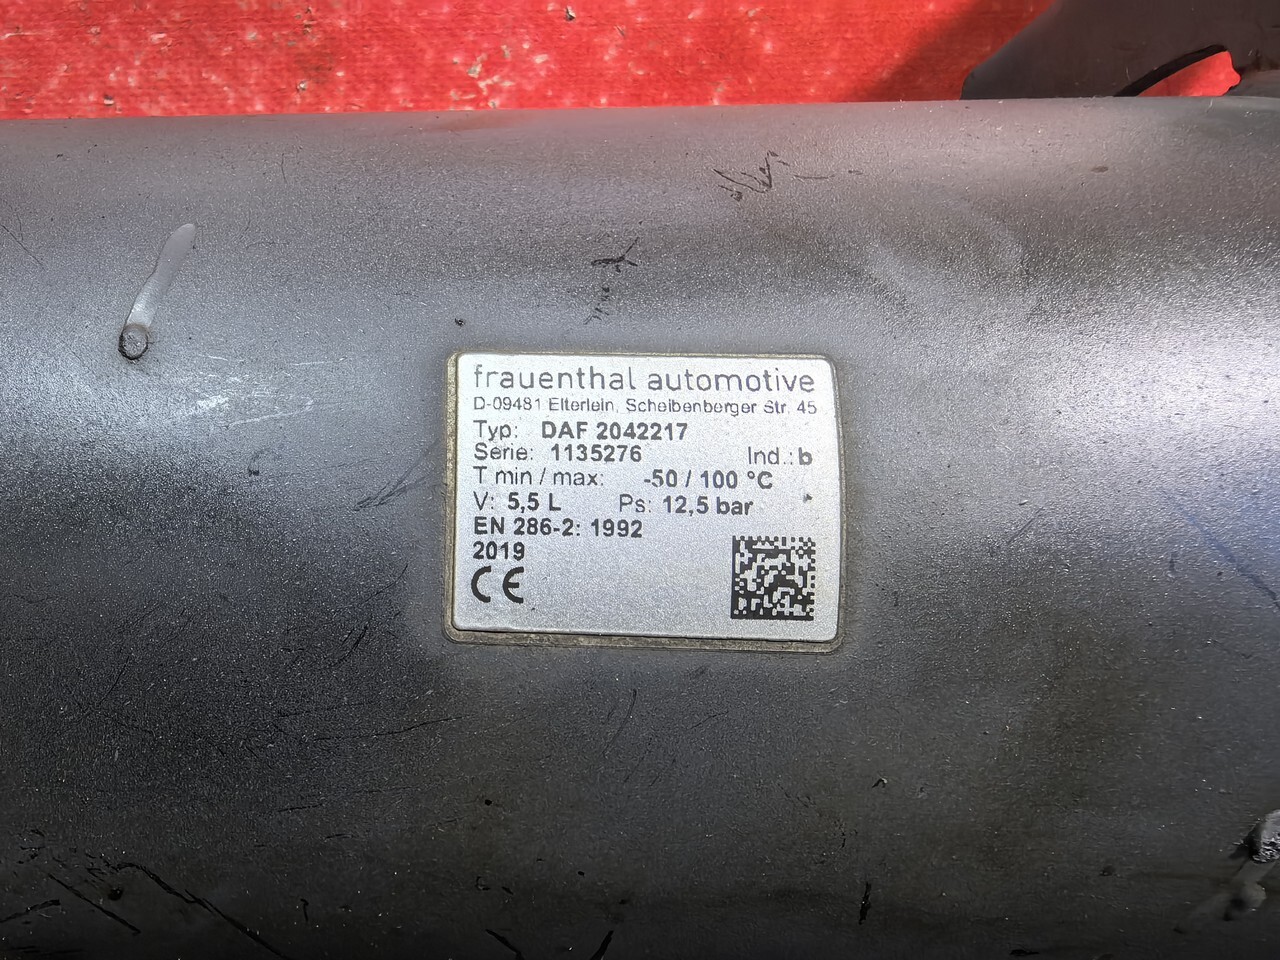 frauenthal automotive
D-09481 Elterlein, Scheibenberger Str. 45
Typ: DAF 2042217
Serie: 1135276 Ind.: b
T min / max: -50 / 100 °C
V: 5,5 L Ps: 12,5 bar
EN 286-2: 1992
2019
CE